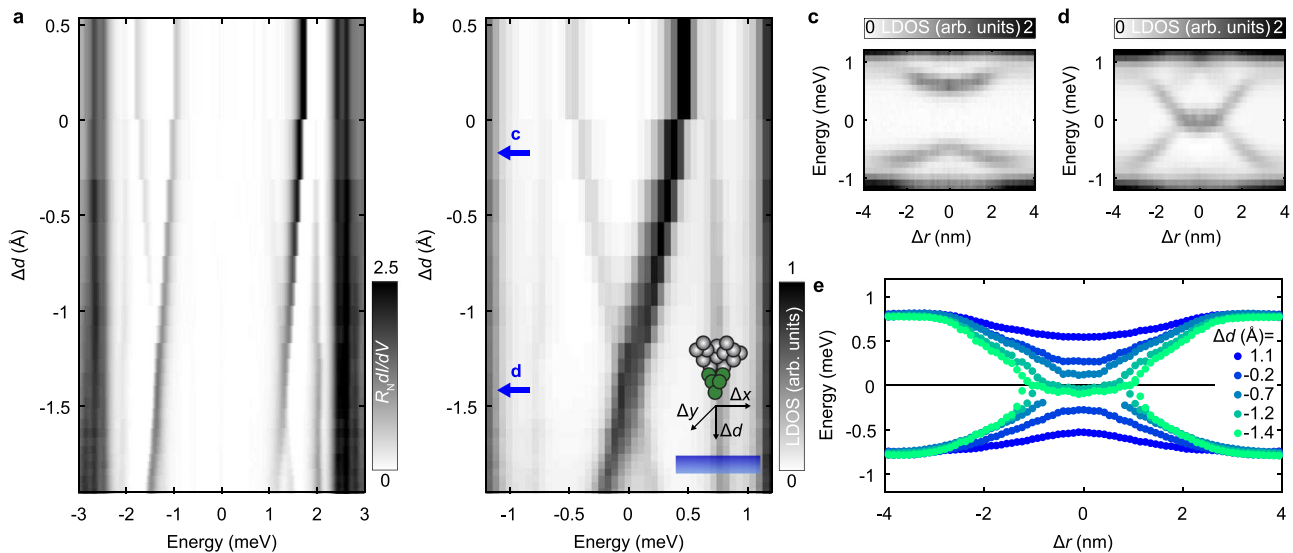 a
0.5
0
-0.5
-1
-1.5
Δd (Å)
-3 -2 -1 0 1 2 3
Energy (meV)
2.5
R_N dI/dV
0
b
0.5
0
-0.5
-1
-1.5
Δd (Å)
c
d
Δx
Δy
Δd
-1 -0.5 0 0.5 1
Energy (meV)
1
LDOS (arb. units)
0
c
0 LDOS (arb. units) 2
1
0
-1
Energy (meV)
-4 -2 0 2 4
Δr (nm)
d
0 LDOS (arb. units) 2
1
0
-1
Energy (meV)
-4 -2 0 2 4
Δr (nm)
e
1
0.5
0
-0.5
-1
Energy (meV)
Δd (Å)=
1.1
-0.2
-0.7
-1.2
-1.4
-4 -2 0 2 4
Δr (nm)